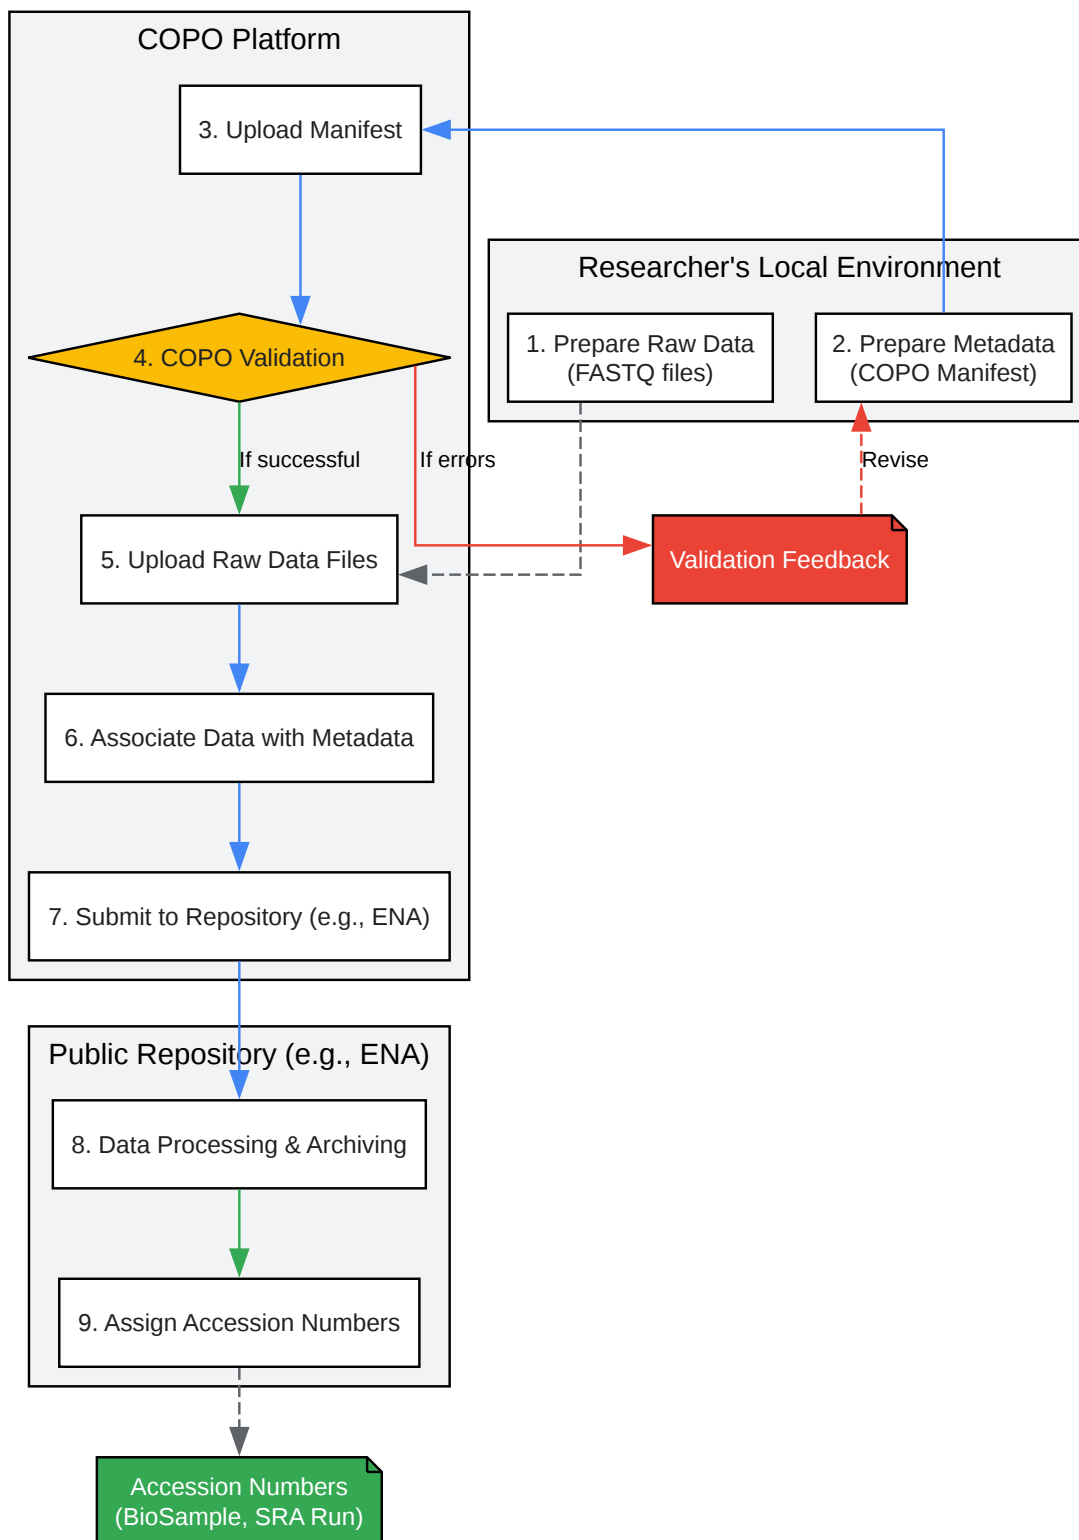 COPO Platform
3. Upload Manifest
Researcher's Local Environment
1. Prepare Raw Data
(FASTQ files)
2. Prepare Metadata
(COPO Manifest)
4. COPO Validation
If successful
If errors
Revise
5. Upload Raw Data Files
Validation Feedback
6. Associate Data with Metadata
7. Submit to Repository (e.g., ENA)
Public Repository (e.g., ENA)
8. Data Processing & Archiving
9. Assign Accession Numbers
Accession Numbers
(BioSample, SRA Run)